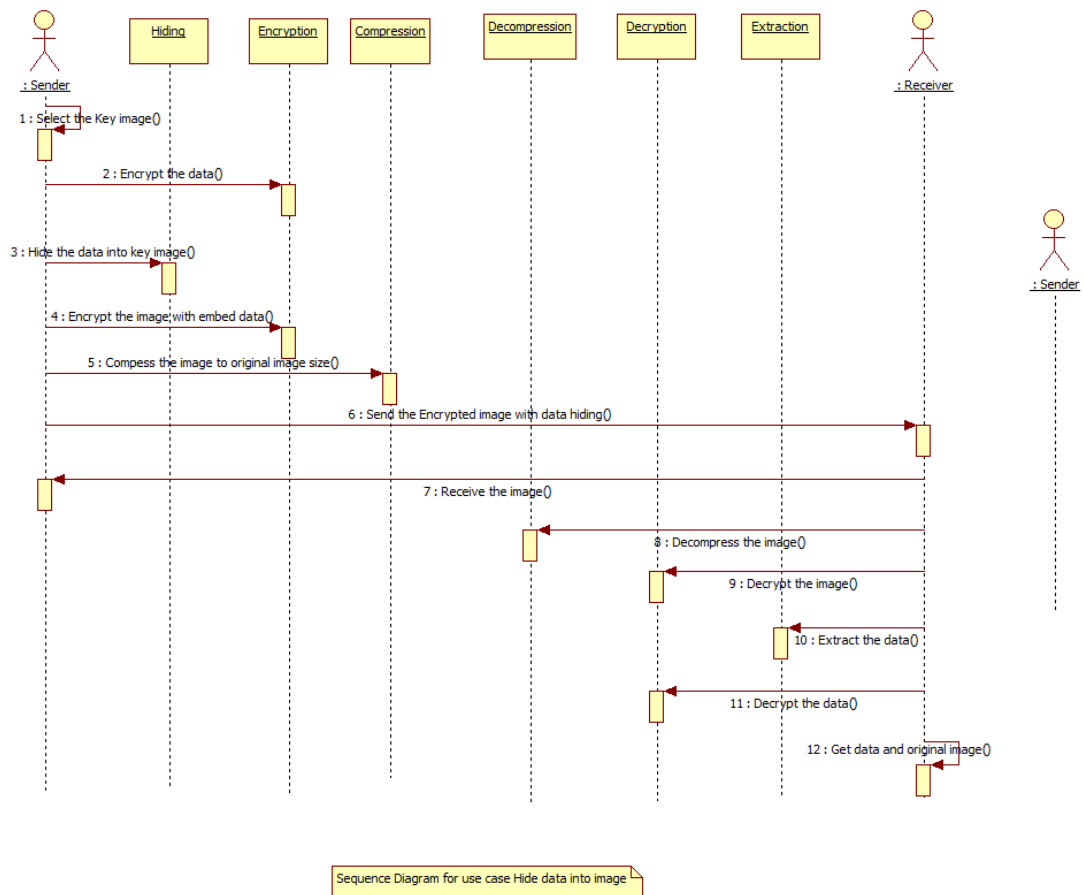 Hiding
Encryption
Compression
Decompression
Decryption
Extraction
: Sender
: Receiver
1 : Select the Key image()
2 : Encrypt the data()
3 : Hide the data into key image()
: Sender
4 : Encrypt the image with embed data()
5 : Compess the image to original image size()
6 : Send the Encrypted image with data hiding()
7 : Receive the image()
8 : Decompress the image()
9 : Decrypt the image()
10 : Extract the data()
11 : Decrypt the data()
12 : Get data and original image()
Sequence Diagram for use case Hide data into image